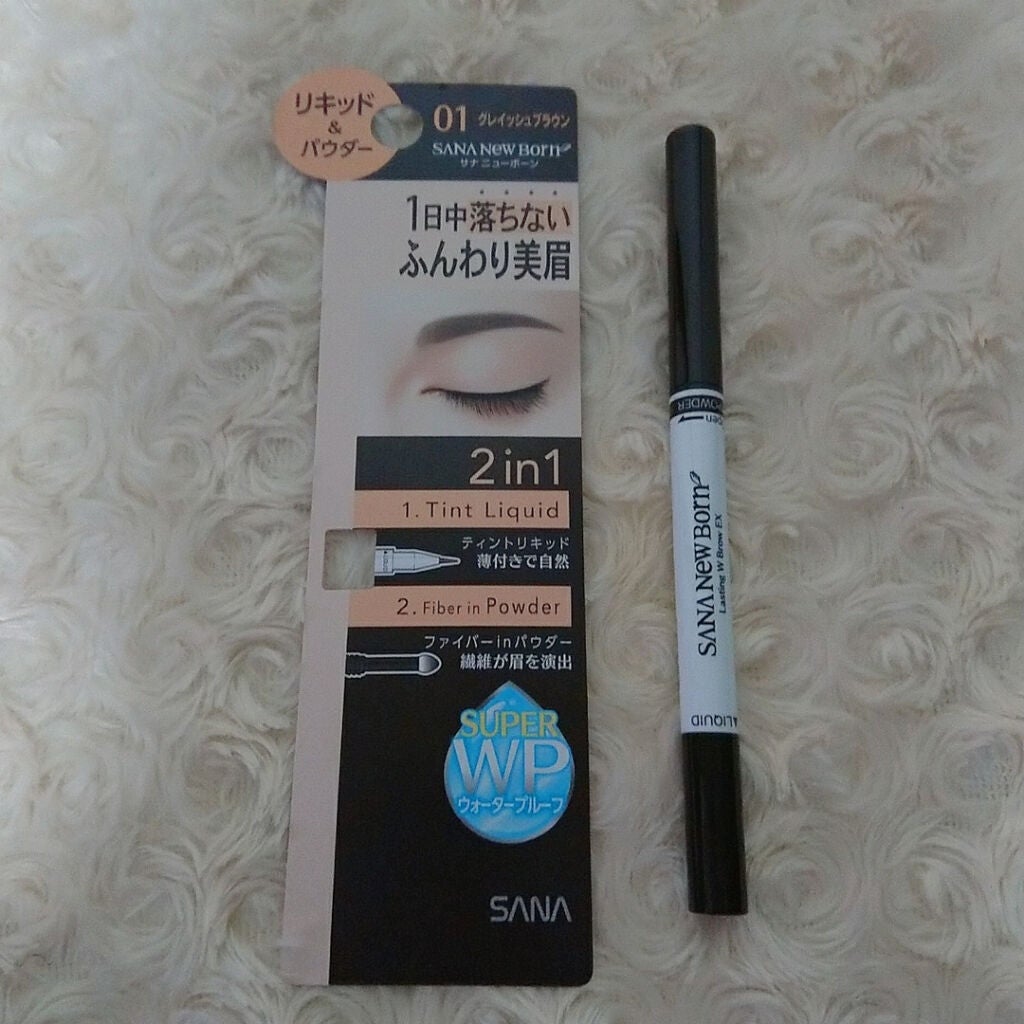 リキッド
&
パウダー
01 グレイッシュブラウン
SANA New Born
サナ ニューボーン
1日中落ちない
ふんわり美眉
2in1
1. Tint Liquid
ティントリキッド
薄付きで自然
2. Fiber in Powder
ファイバーinパウダー
繊維が眉を演出
SUPER
WP
ウォータープルーフ
SANA
POWDER
SANA New Born
Lasting W Brow EX
LIQUID